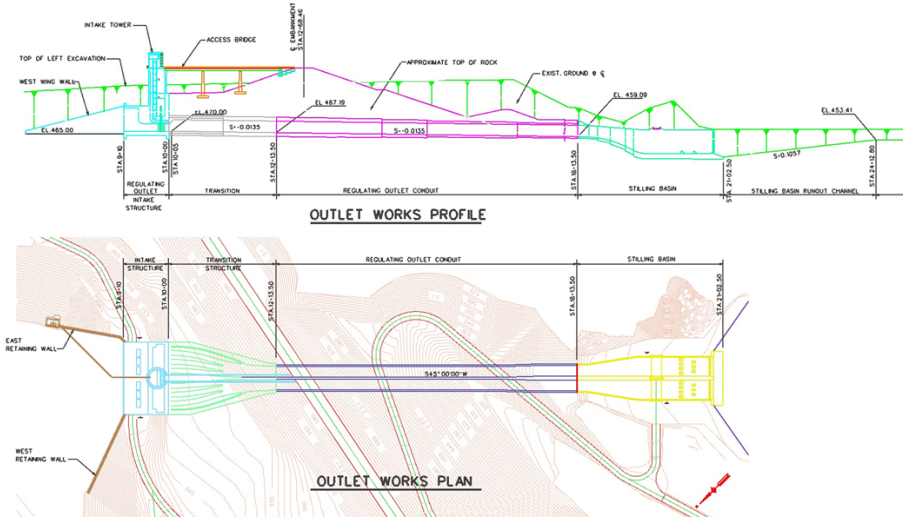 INTAKE TOWER
ACCESS BRIDGE
TOP OF LEFT EXCAVATION
WEST WING WALL
℄ EMBANKMENT
STA.12+68.46
APPROXIMATE TOP OF ROCK
EXIST. GROUND @ ℄
EL. 459.09
EL. 453.41
EL. 470.00
EL 467.19
EL.465.00
S=-0.0135
S=-0.0135
S=0.1057
STA.9+10
STA.10+00
STA.10+05
STA.12+13.50
STA.18+13.50
STA. 21+02.50
STA.24+12.80
REGULATING
OUTLET
INTAKE
STRUCTURE
TRANSITION
REGULATING OUTLET CONDUIT
STILLING BASIN
STILLING BASIN RUNOUT CHANNEL
OUTLET WORKS PROFILE
INTAKE
STRUCTURE
TRANSITION
STRUCTURE
REGULATING OUTLET CONDUIT
STILLING BASIN
STA.9+10
STA.10+00
STA.12+13.50
STA.18+13.50
STA.21+02.50
EAST
RETAINING WALL
S45°00'00"W
WEST
RETAINING WALL
OUTLET WORKS PLAN